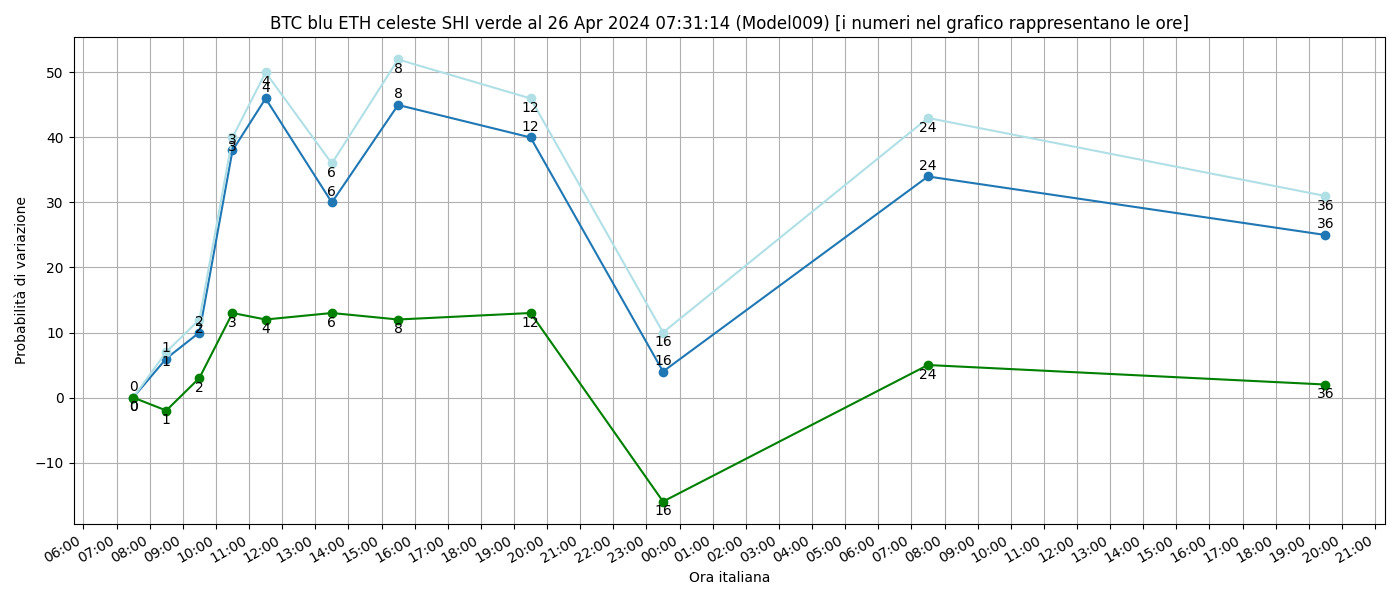 BTC blu ETH celeste SHI verde al 26 Apr 2024 07:31:14 (Model009) [i numeri nel grafico rappresentano le ore]
Probabilità di variazione
50
40
30
20
10
0
−10
0 1 2 3 4 6 8 12 16 24 36
0 1 2 3 4 6 8 12 16 24 36
0 1 2 3 4 6 8 12 16 24 36
06:00 07:00 08:00 09:00 10:00 11:00 12:00 13:00 14:00 15:00 16:00 17:00 18:00 19:00 20:00 21:00 22:00 23:00 00:00 01:00 02:00 03:00 04:00 05:00 06:00 07:00 08:00 09:00 10:00 11:00 12:00 13:00 14:00 15:00 16:00 17:00 18:00 19:00 20:00 21:00
Ora italiana